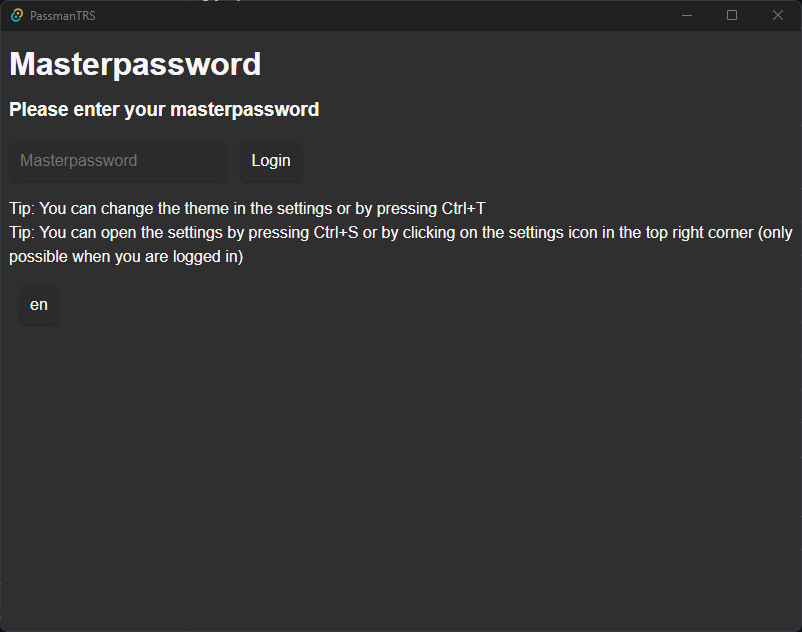 PassmanTRS
Masterpassword
Please enter your masterpassword
Masterpassword
Login
Tip: You can change the theme in the settings or by pressing Ctrl+T
Tip: You can open the settings by pressing Ctrl+S or by clicking on the settings icon in the top right corner (only
possible when you are logged in)
en